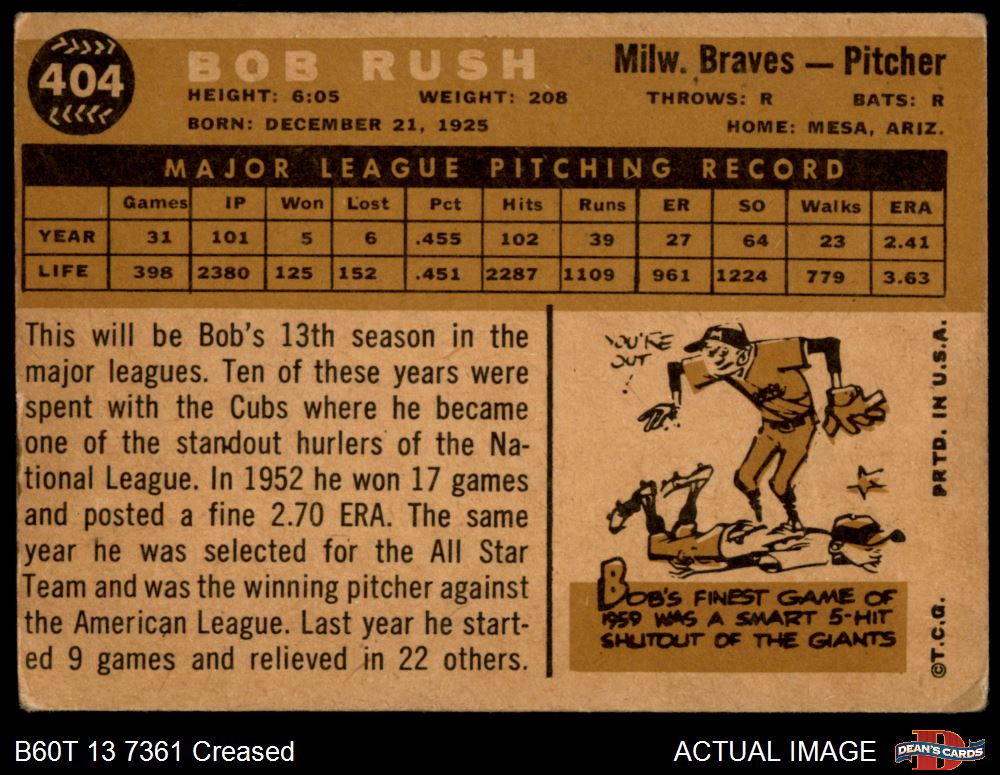 404
BOB RUSH
Milw. Braves — Pitcher
HEIGHT: 6:05 WEIGHT: 208 THROWS: R BATS: R
BORN: DECEMBER 21, 1925 HOME: MESA, ARIZ.
MAJOR LEAGUE PITCHING RECORD
Games IP Won Lost Pct Hits Runs ER SO Walks ERA
YEAR 31 101 5 6 .455 102 39 27 64 23 2.41
LIFE 398 2380 125 152 .451 2287 1109 961 1224 779 3.63
This will be Bob's 13th season in the
major leagues. Ten of these years were
spent with the Cubs where he became
one of the standout hurlers of the Na-
tional League. In 1952 he won 17 games
and posted a fine 2.70 ERA. The same
year he was selected for the All Star
Team and was the winning pitcher against
the American League. Last year he start-
ed 9 games and relieved in 22 others.
YOU'RE
OUT
!
BOB'S FINEST GAME OF
1959 WAS A SMART 5-HIT
SHUTOUT OF THE GIANTS
PRTD. IN U.S.A.
©T.C.G.
B60T 13 7361 Creased
ACTUAL IMAGE
DEAN'S CARDS